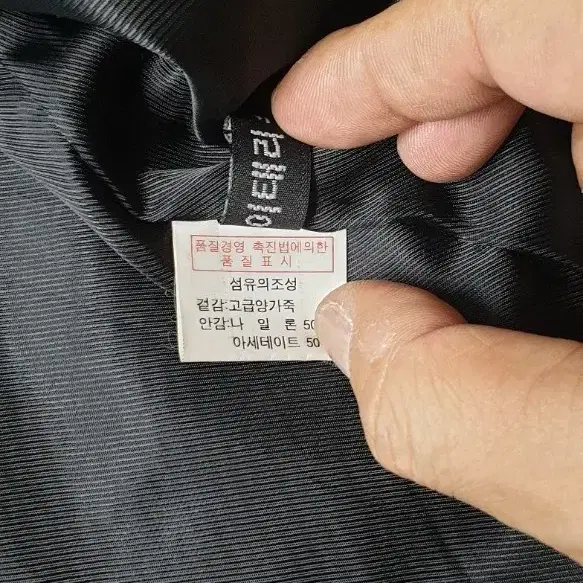 품질경영 촉진법에의한
품 질 표 시
섬유의조성
겉감:고급양가죽
안감:나 일 론 50
아세테이트 50